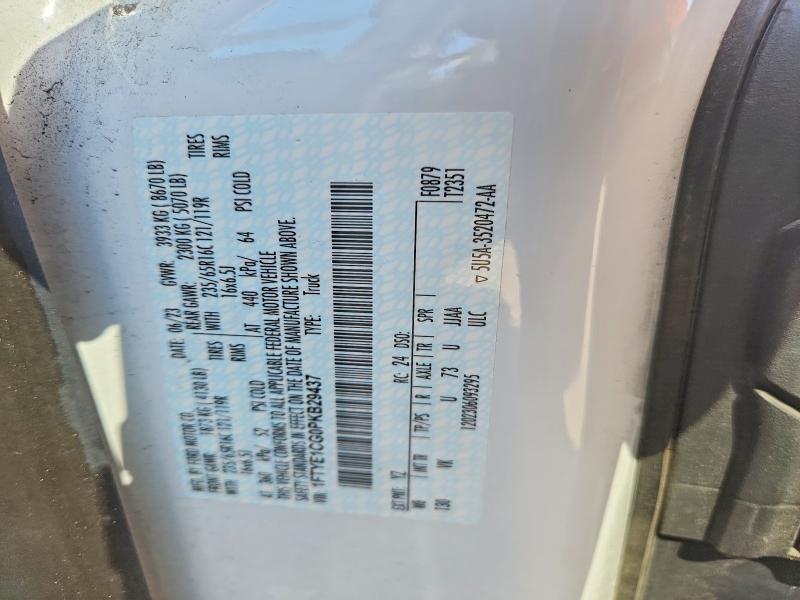 MFD. BY FORD MOTOR CO.
DATE: 06/23 GVWR: 3933 KG ( 8670 LB)
FRONT GAWR: 1873 KG( 4130 LB) REAR GAWR: 2300 KG( 5070 LB)
WITH 235/65R16C 121/119R TIRES WITH 235/65R16C 121/119R TIRES
16x6.5J RIMS 16x6.5J RIMS
AT 360 kPa/ 52 PSI COLD AT 440 kPa/ 64 PSI COLD
THIS VEHICLE CONFORMS TO ALL APPLICABLE FEDERAL MOTOR VEHICLE
SAFETY STANDARDS IN EFFECT ON THE DATE OF MANUFACTURE SHOWN ABOVE.
VIN: 1FTYE1CG0PKB29437 TYPE: Truck
F0879
T2351
EXT PNT: YZ RC: 24 DSO:
WB INT TR TP/PS R AXLE TR SPR
130 VK U 73 U JJAA
1202306093295 ULC
5U5A-3520472-AA